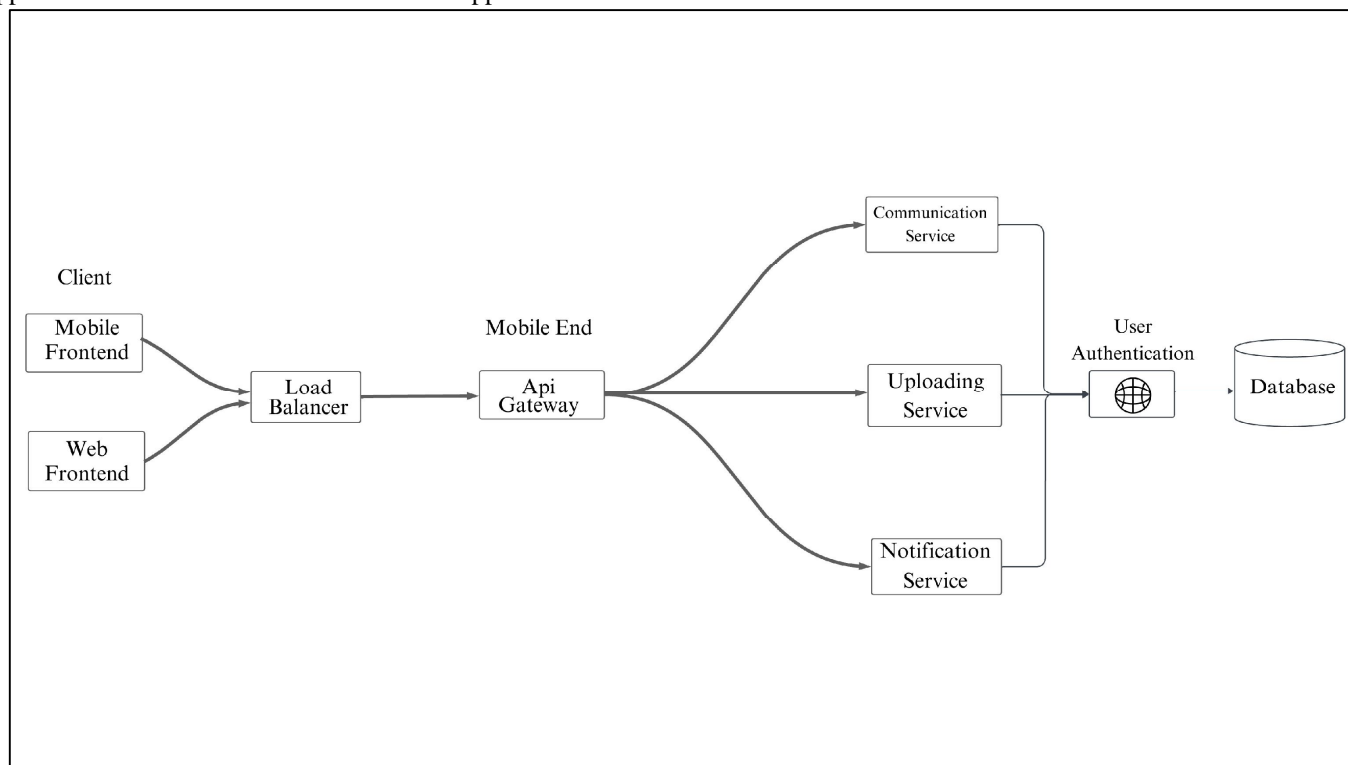 Client
Mobile
Frontend
Web
Frontend
Load
Balancer
Mobile End
Api
Gateway
Communication
Service
Uploading
Service
Notification
Service
User
Authentication
Database